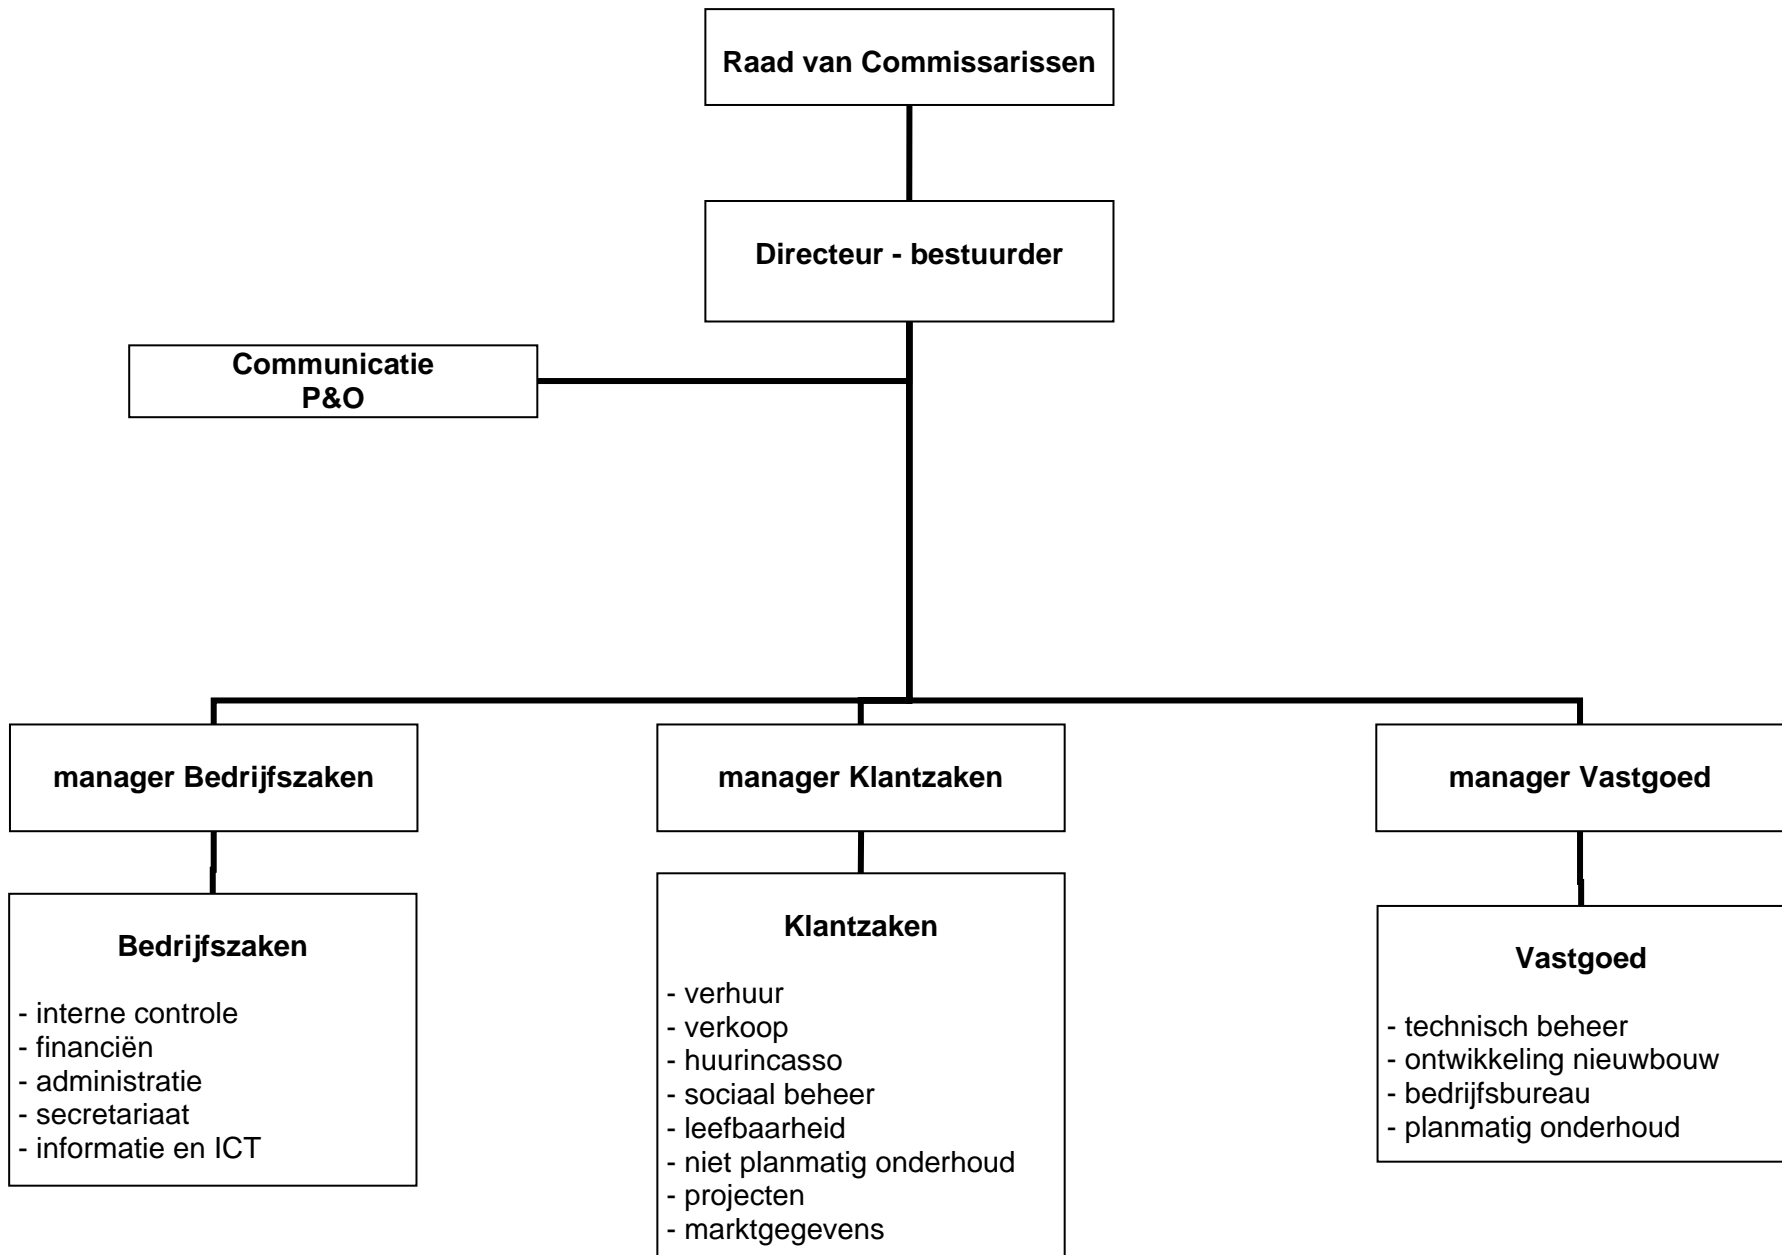 Raad van Commissarissen
Directeur - bestuurder
Communicatie
P&O
manager Bedrijfszaken
manager Klantzaken
manager Vastgoed
Bedrijfszaken
- interne controle
- financiën
- administratie
- secretariaat
- informatie en ICT
Klantzaken
- verhuur
- verkoop
- huurincasso
- sociaal beheer
- leefbaarheid
- niet planmatig onderhoud
- projecten
- marktgegevens
Vastgoed
- technisch beheer
- ontwikkeling nieuwbouw
- bedrijfsbureau
- planmatig onderhoud